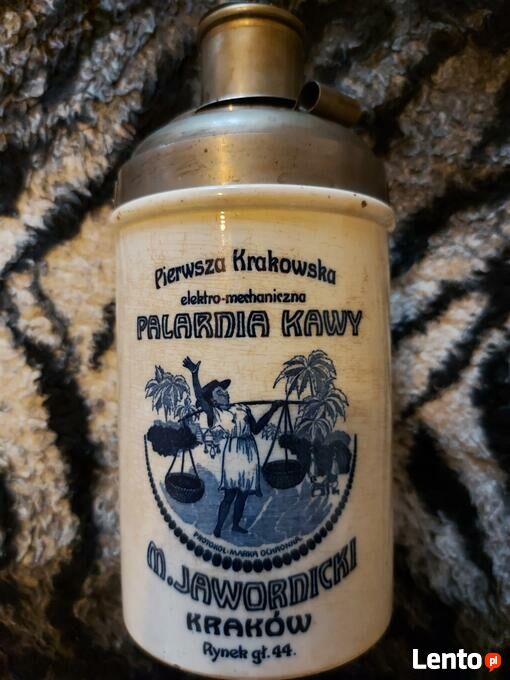 Pierwsza Krakowska
elektro-mechaniczna
PALARNIA KAWY
PROTOKÓŁ-MARKA OCHRONNA.
M. JAWORNICKI
KRAKÓW
Rynek gł. 44.
Lento.pl